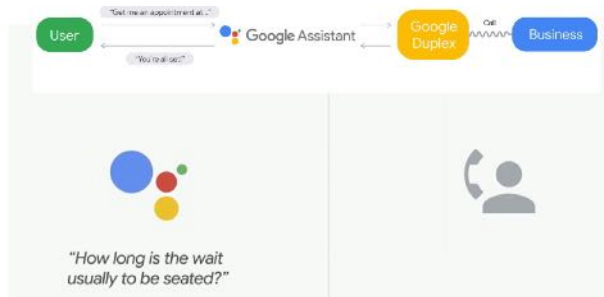 "Get me an appointment at..."
User
Google Assistant
Google
Duplex
Call
Business
"You're all set!"
"How long is the wait
usually to be seated?"